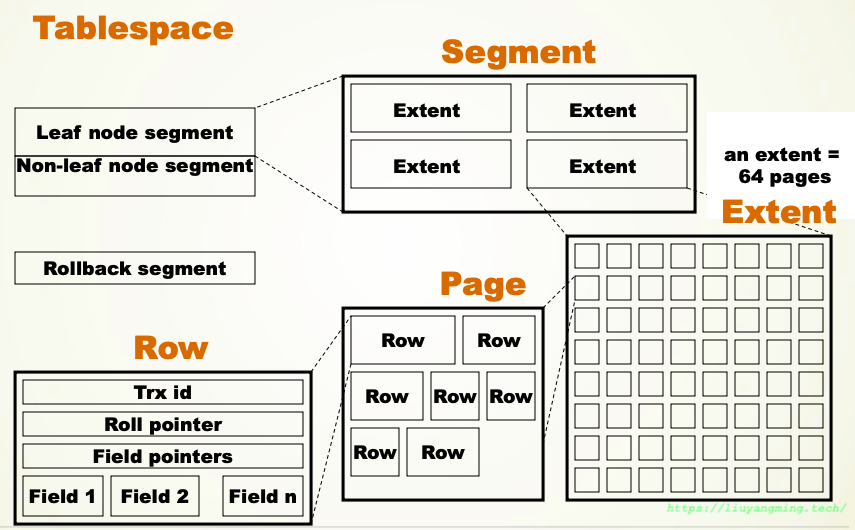 Tablespace
Segment
Leaf node segment
Non-leaf node segment
Extent
Extent
Extent
Extent
an extent =
64 pages
Extent
Rollback segment
Page
Row
Row
Row
Row
Row
Row
Row
Row
Trx id
Roll pointer
Field pointers
Field 1
Field 2
Field n
https://liuyangming.tech/